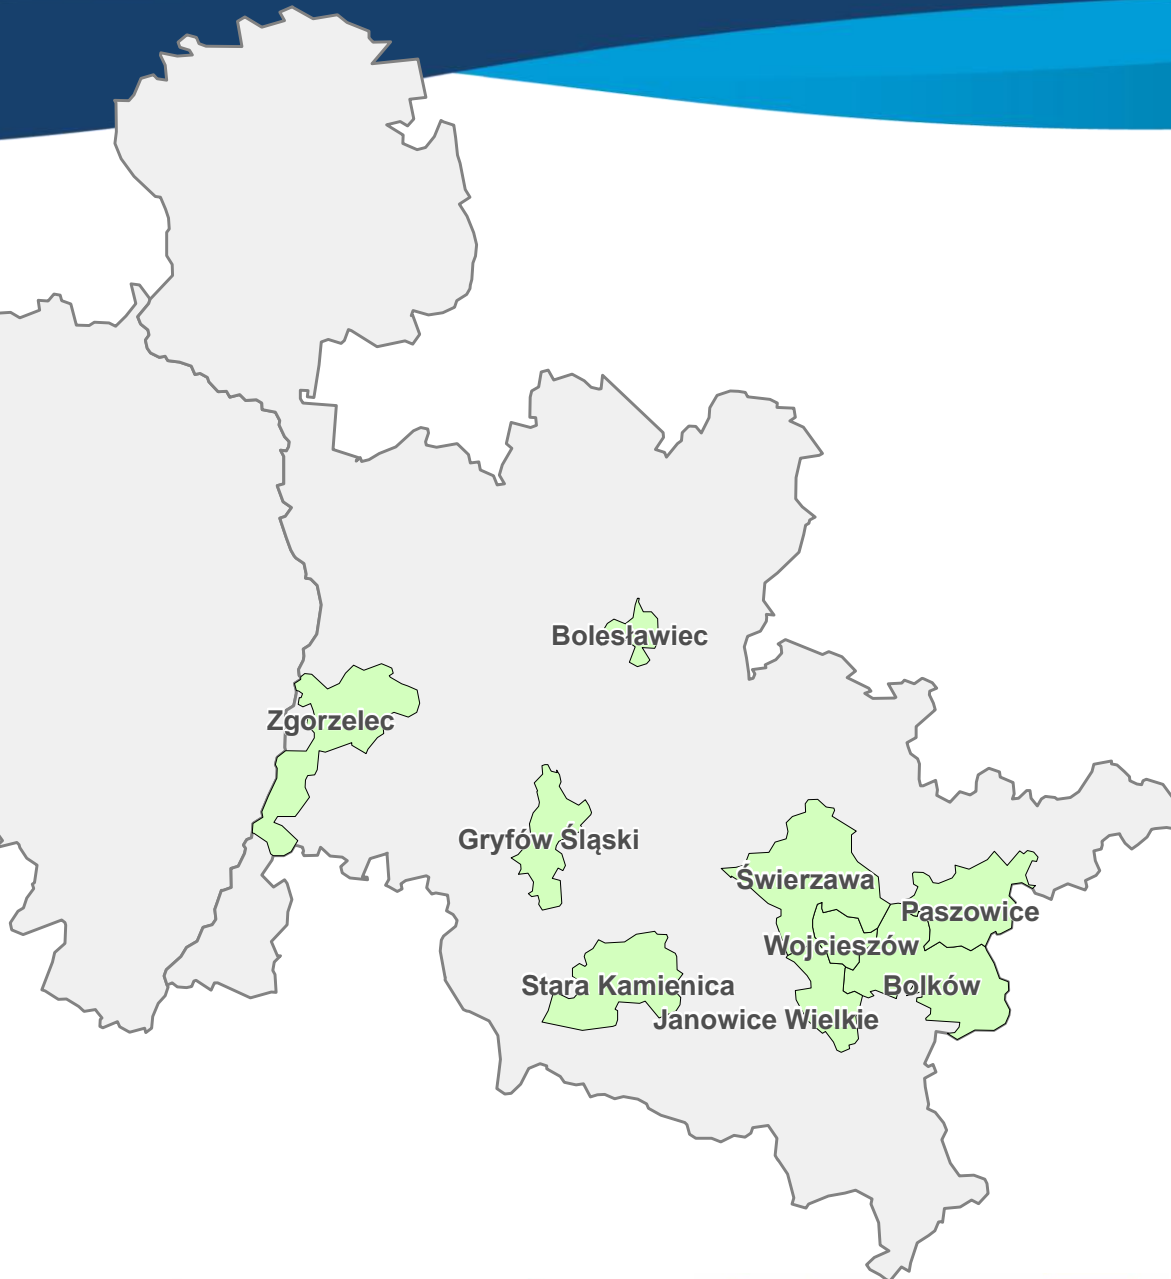 Bolesławiec
Zgorzelec
Gryfów Śląski
Świerzawa
Paszowice
Wojcieszów
Stara Kamienica
Bolków
Janowice Wielkie